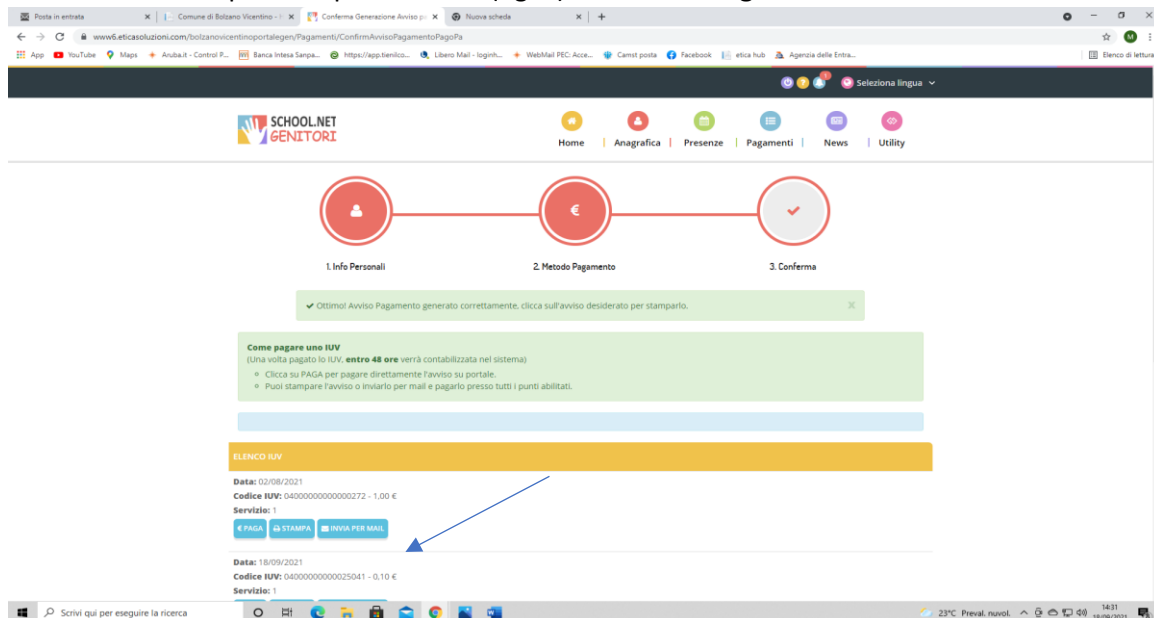 Posta in entrata
Comune di Bolzano Vicentino - I
Conferma Generazione Avviso pa
Nuova scheda
www6.eticasoluzioni.com/bolzanovicentinoportalegen/Pagamenti/ConfirmAvvisoPagamentoPagoPa
App YouTube Maps Aruba.it - Control P... Banca Intesa Sanpa... https://app.tienilco... Libero Mail - loginh... WebMail PEC: Acce... Camst posta Facebook etica hub Agenzia delle Entra... Elenco di lettura
Seleziona lingua
SCHOOL.NET
GENITORI
Home | Anagrafica | Presenze | Pagamenti | News | Utility
1. Info Personali 2. Metodo Pagamento 3. Conferma
Ottimo! Avviso Pagamento generato correttamente, clicca sull'avviso desiderato per stamparlo. X
Come pagare uno IUV
(Una volta pagato lo IUV, entro 48 ore verrà contabilizzata nel sistema)
Clicca su PAGA per pagare direttamente l'avviso su portale.
Puoi stampare l'avviso o inviarlo per mail e pagarlo presso tutti i punti abilitati.
ELENCO IUV
Data: 02/08/2021
Codice IUV: 04000000000000272 - 1,00 €
Servizio: 1
€ PAGA STAMPA INVIA PER MAIL
Data: 18/09/2021
Codice IUV: 04000000000025041 - 0,10 €
Servizio: 1
Scrivi qui per eseguire la ricerca
23°C Preval. nuvol.
14:31
18/09/2021